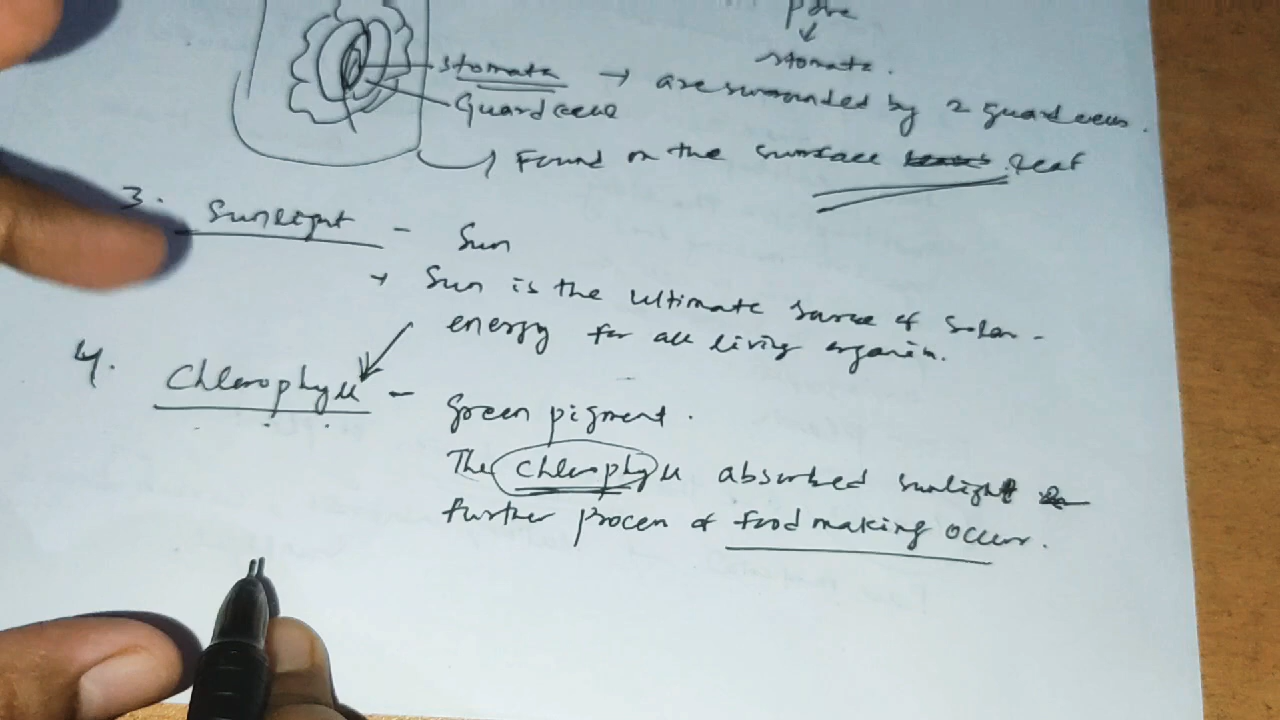 Pore
↓
stomata.
stomata → are surrounded by 2 guard cells.
Guard cell
Found on the surface leaf
3. Sunlight - Sun
→ Sun is the ultimate source of solar -
energy for all living organism.
4. Chlorophyll - Green pigment.
The chlorophyll absorbed sunlight
further process of food making occur.